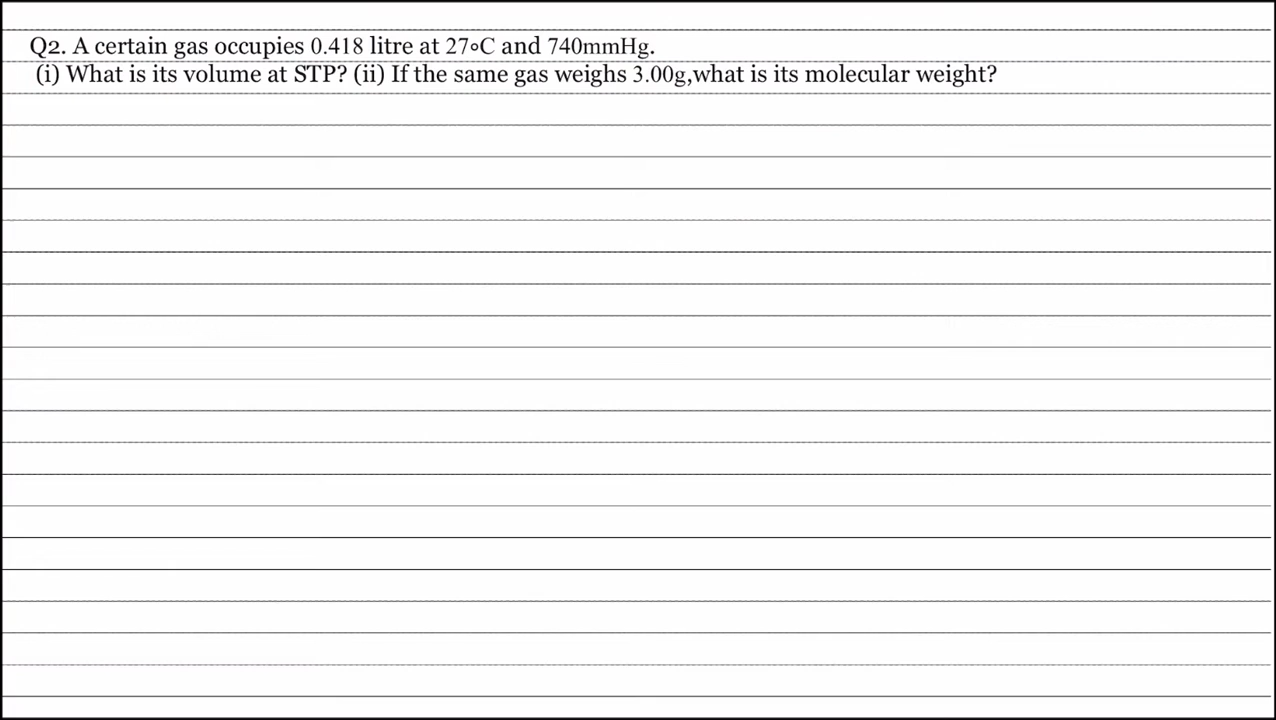 Q2. A certain gas occupies 0.418 litre at 27∘C and 740mmHg.
(i) What is its volume at STP? (ii) If the same gas weighs 3.00g,what is its molecular weight?